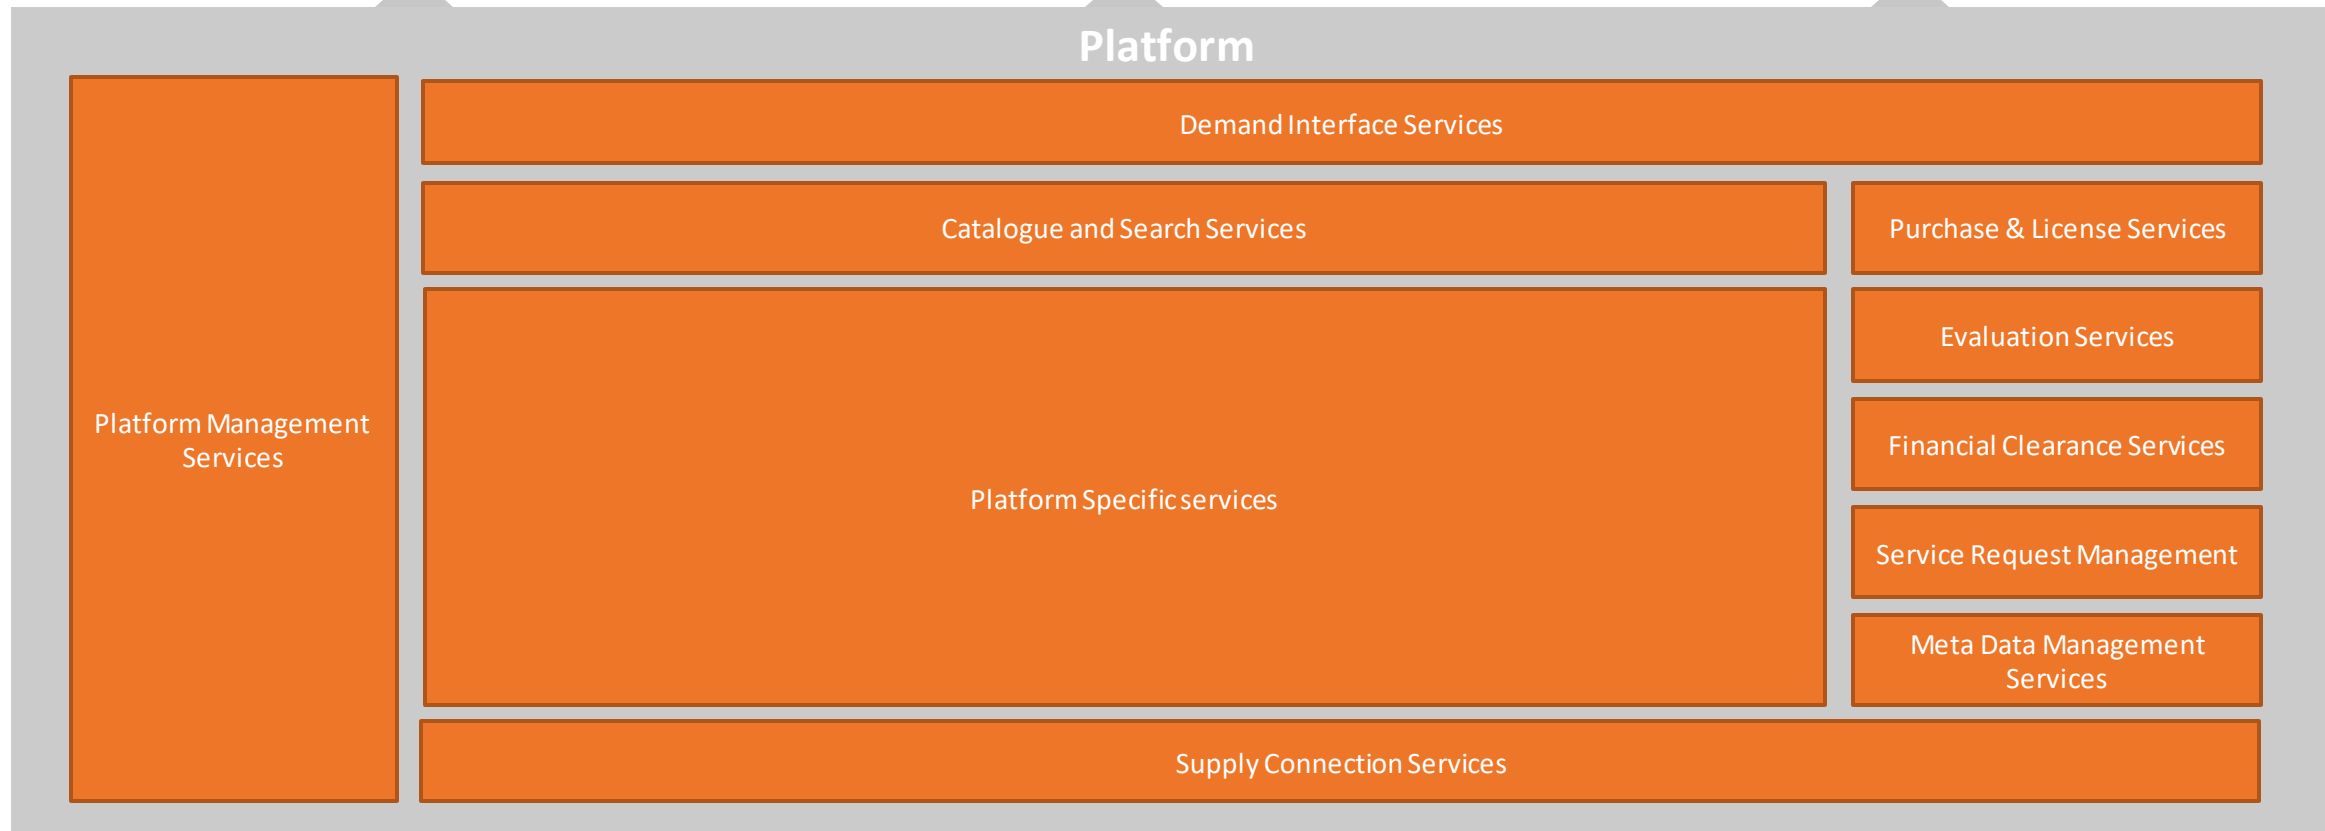 Platform
Demand Interface Services
Catalogue and Search Services
Purchase & License Services
Evaluation Services
Platform Management
Services
Financial Clearance Services
Platform Specific services
Service Request Management
Meta Data Management
Services
Supply Connection Services